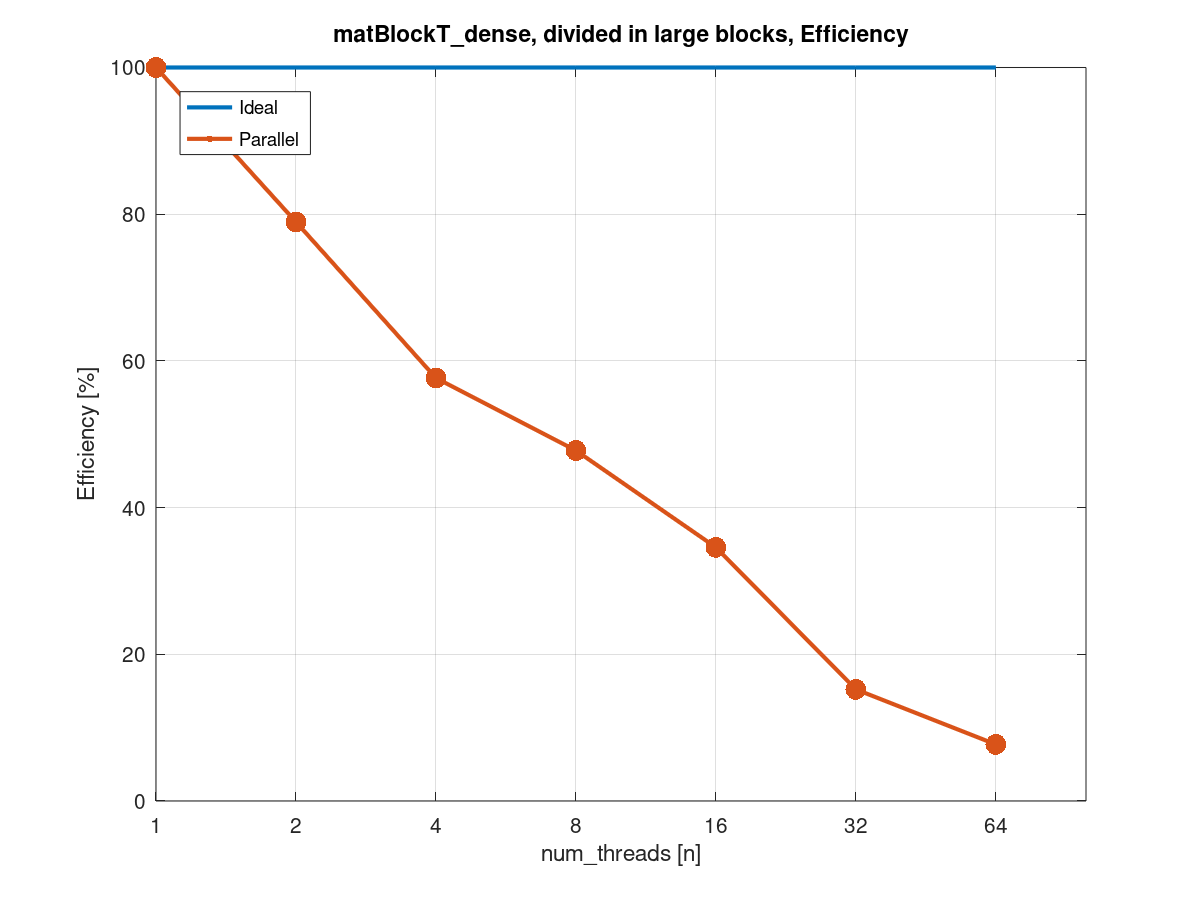 matBlockT_dense, divided in large blocks, Efficiency
100
80
60
40
20
0
Efficiency [%]
Ideal
Parallel
1 2 4 8 16 32 64
num_threads [n]